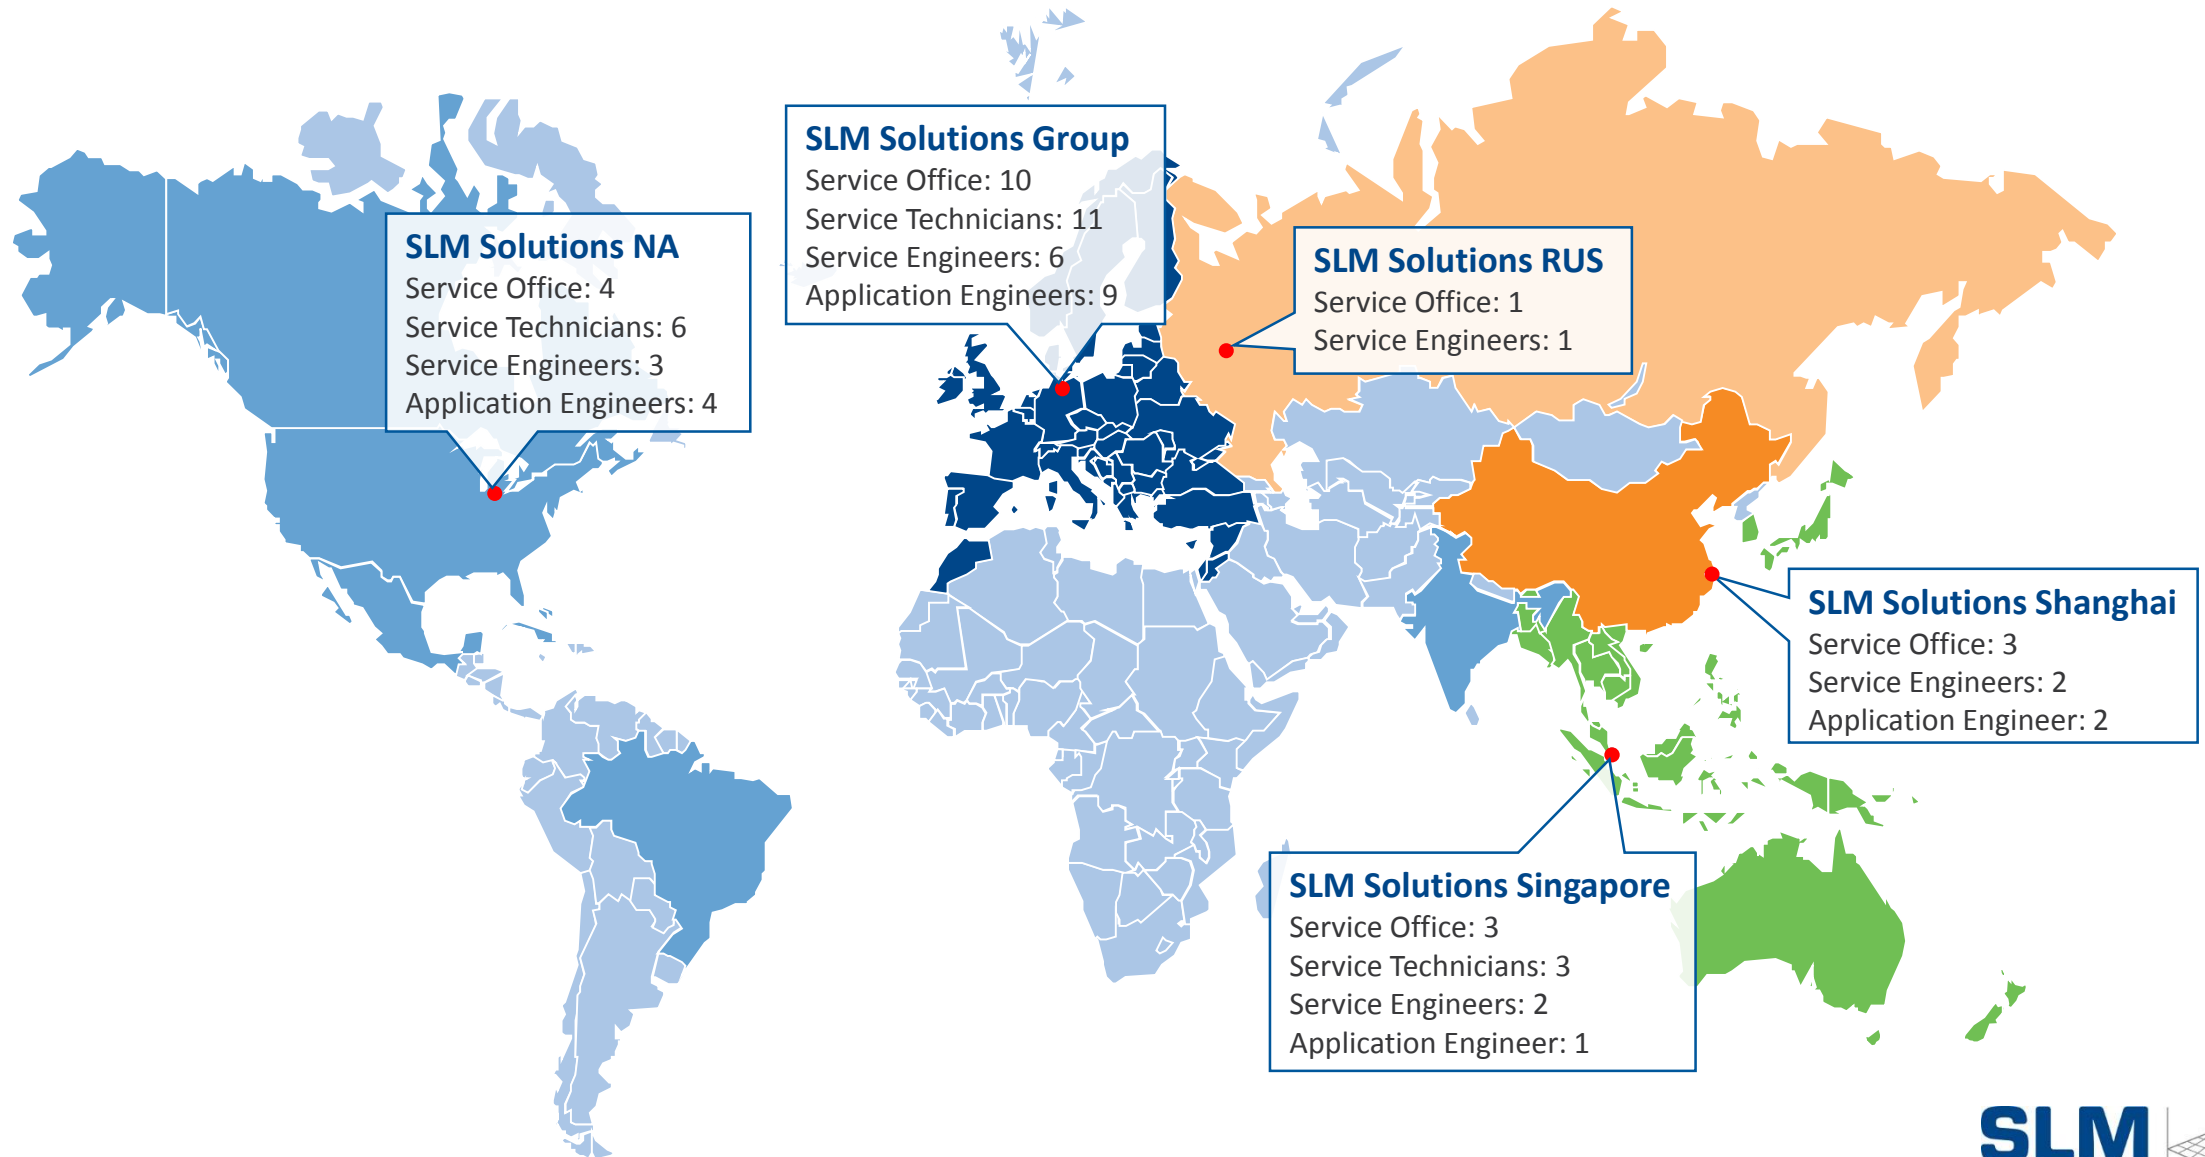 SLM Solutions Group
Service Office: 10
Service Technicians: 11
Service Engineers: 6
Application Engineers: 9
SLM Solutions NA
Service Office: 4
Service Technicians: 6
Service Engineers: 3
Application Engineers: 4
SLM Solutions RUS
Service Office: 1
Service Engineers: 1
SLM Solutions Shanghai
Service Office: 3
Service Engineers: 2
Application Engineer: 2
SLM Solutions Singapore
Service Office: 3
Service Technicians: 3
Service Engineers: 2
Application Engineer: 1
SLM